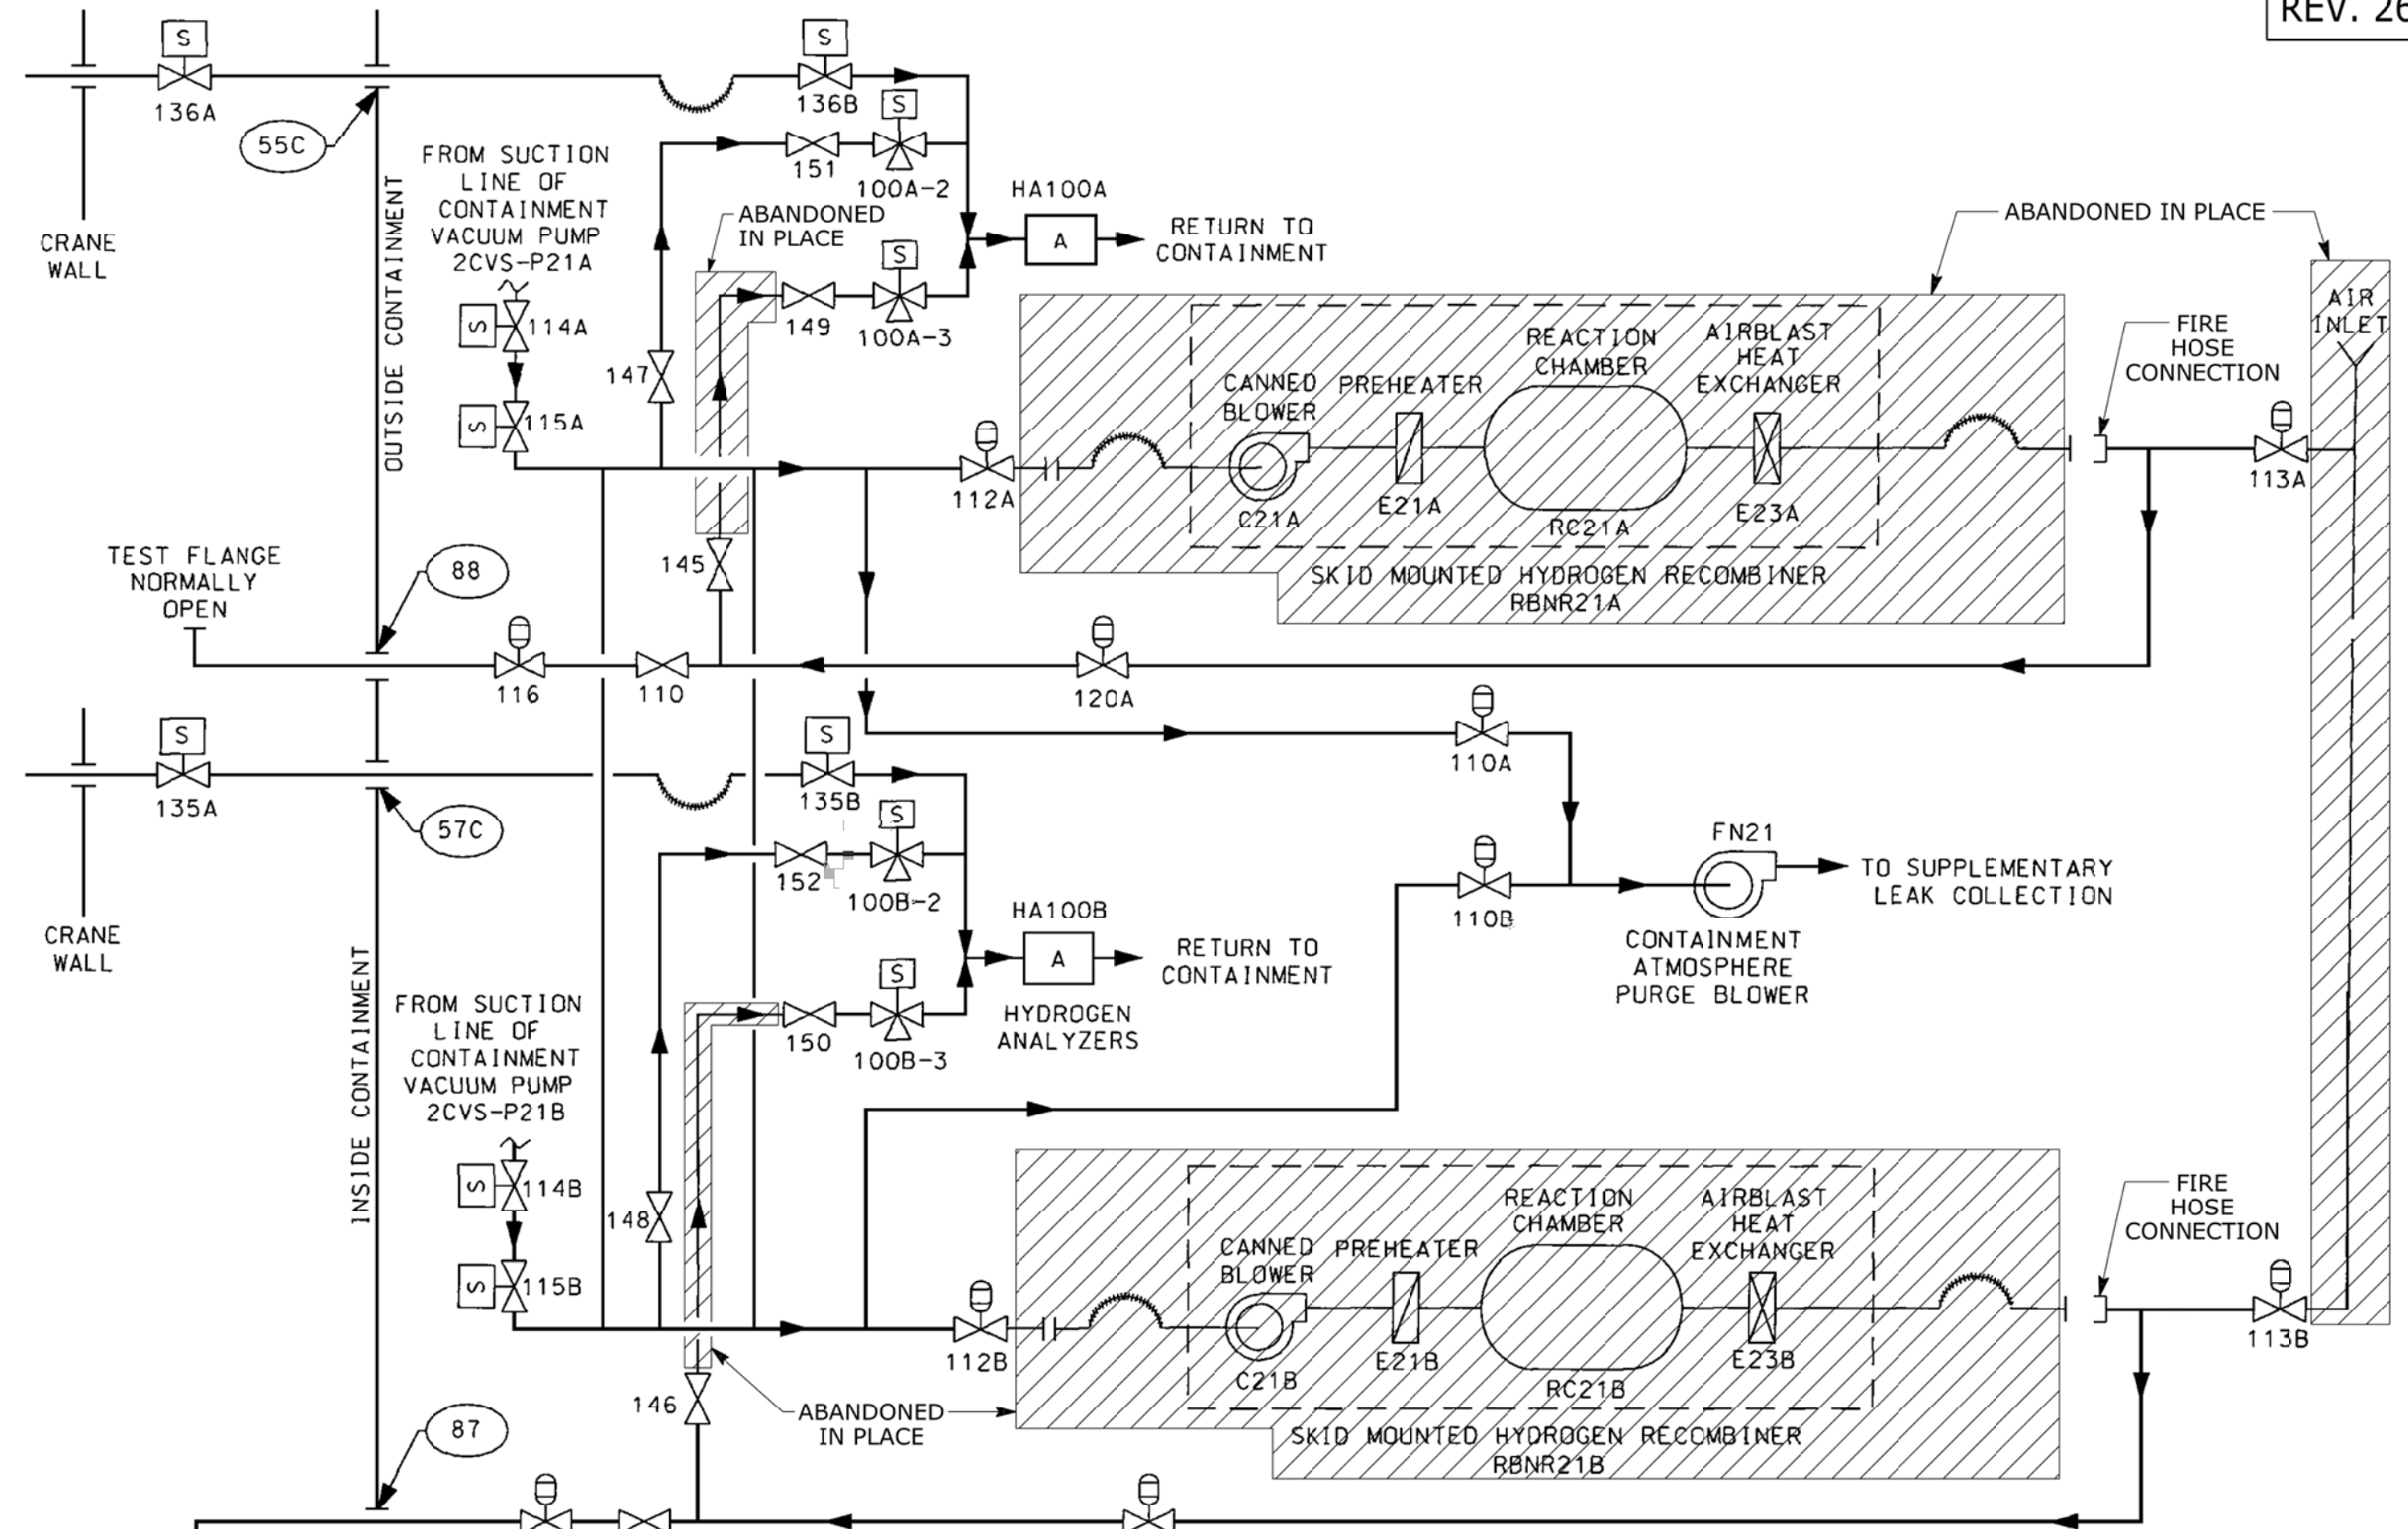 REV. 26
S
136A
S
136B
55C
FROM SUCTION
LINE OF
CONTAINMENT
VACUUM PUMP
2CVS-P21A
OUTSIDE CONTAINMENT
CRANE
WALL
S
151
100A-2
ABANDONED
IN PLACE
HA100A
A
RETURN TO
CONTAINMENT
S
149
100A-3
S
114A
S
115A
147
145
112A
ABANDONED IN PLACE
CANNED
BLOWER
C21A
PREHEATER
E21A
REACTION
CHAMBER
RC21A
AIRBLAST
HEAT
EXCHANGER
E23A
SKID MOUNTED HYDROGEN RECOMBINER
RBNR21A
FIRE
HOSE
CONNECTION
113A
AIR
INLET
TEST FLANGE
NORMALLY
OPEN
88
116
110
120A
S
135A
S
135B
110A
57C
CRANE
WALL
152
S
100B-2
HA100B
A
RETURN TO
CONTAINMENT
HYDROGEN
ANALYZERS
150
S
100B-3
110B
FN21
TO SUPPLEMENTARY
LEAK COLLECTION
CONTAINMENT
ATMOSPHERE
PURGE BLOWER
INSIDE CONTAINMENT
FROM SUCTION
LINE OF
CONTAINMENT
VACUUM PUMP
2CVS-P21B
S
114B
S
115B
148
146
112B
ABANDONED
IN PLACE
CANNED
BLOWER
C21B
PREHEATER
E21B
REACTION
CHAMBER
RC21B
AIRBLAST
HEAT
EXCHANGER
E23B
SKID MOUNTED HYDROGEN RECOMBINER
RBNR21B
FIRE
HOSE
CONNECTION
113B
87